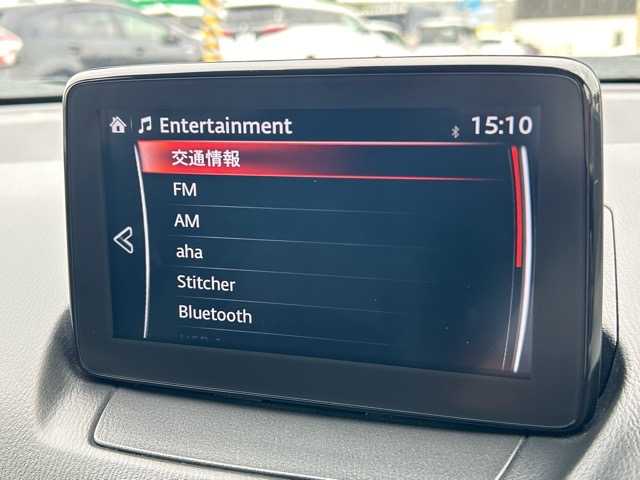 Entertainment
15:10
交通情報
FM
AM
aha
Stitcher
Bluetooth